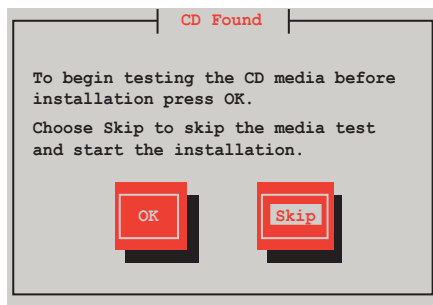 CD Found
To begin testing the CD media before
installation press OK.
Choose Skip to skip the media test
and start the installation.
OK
Skip